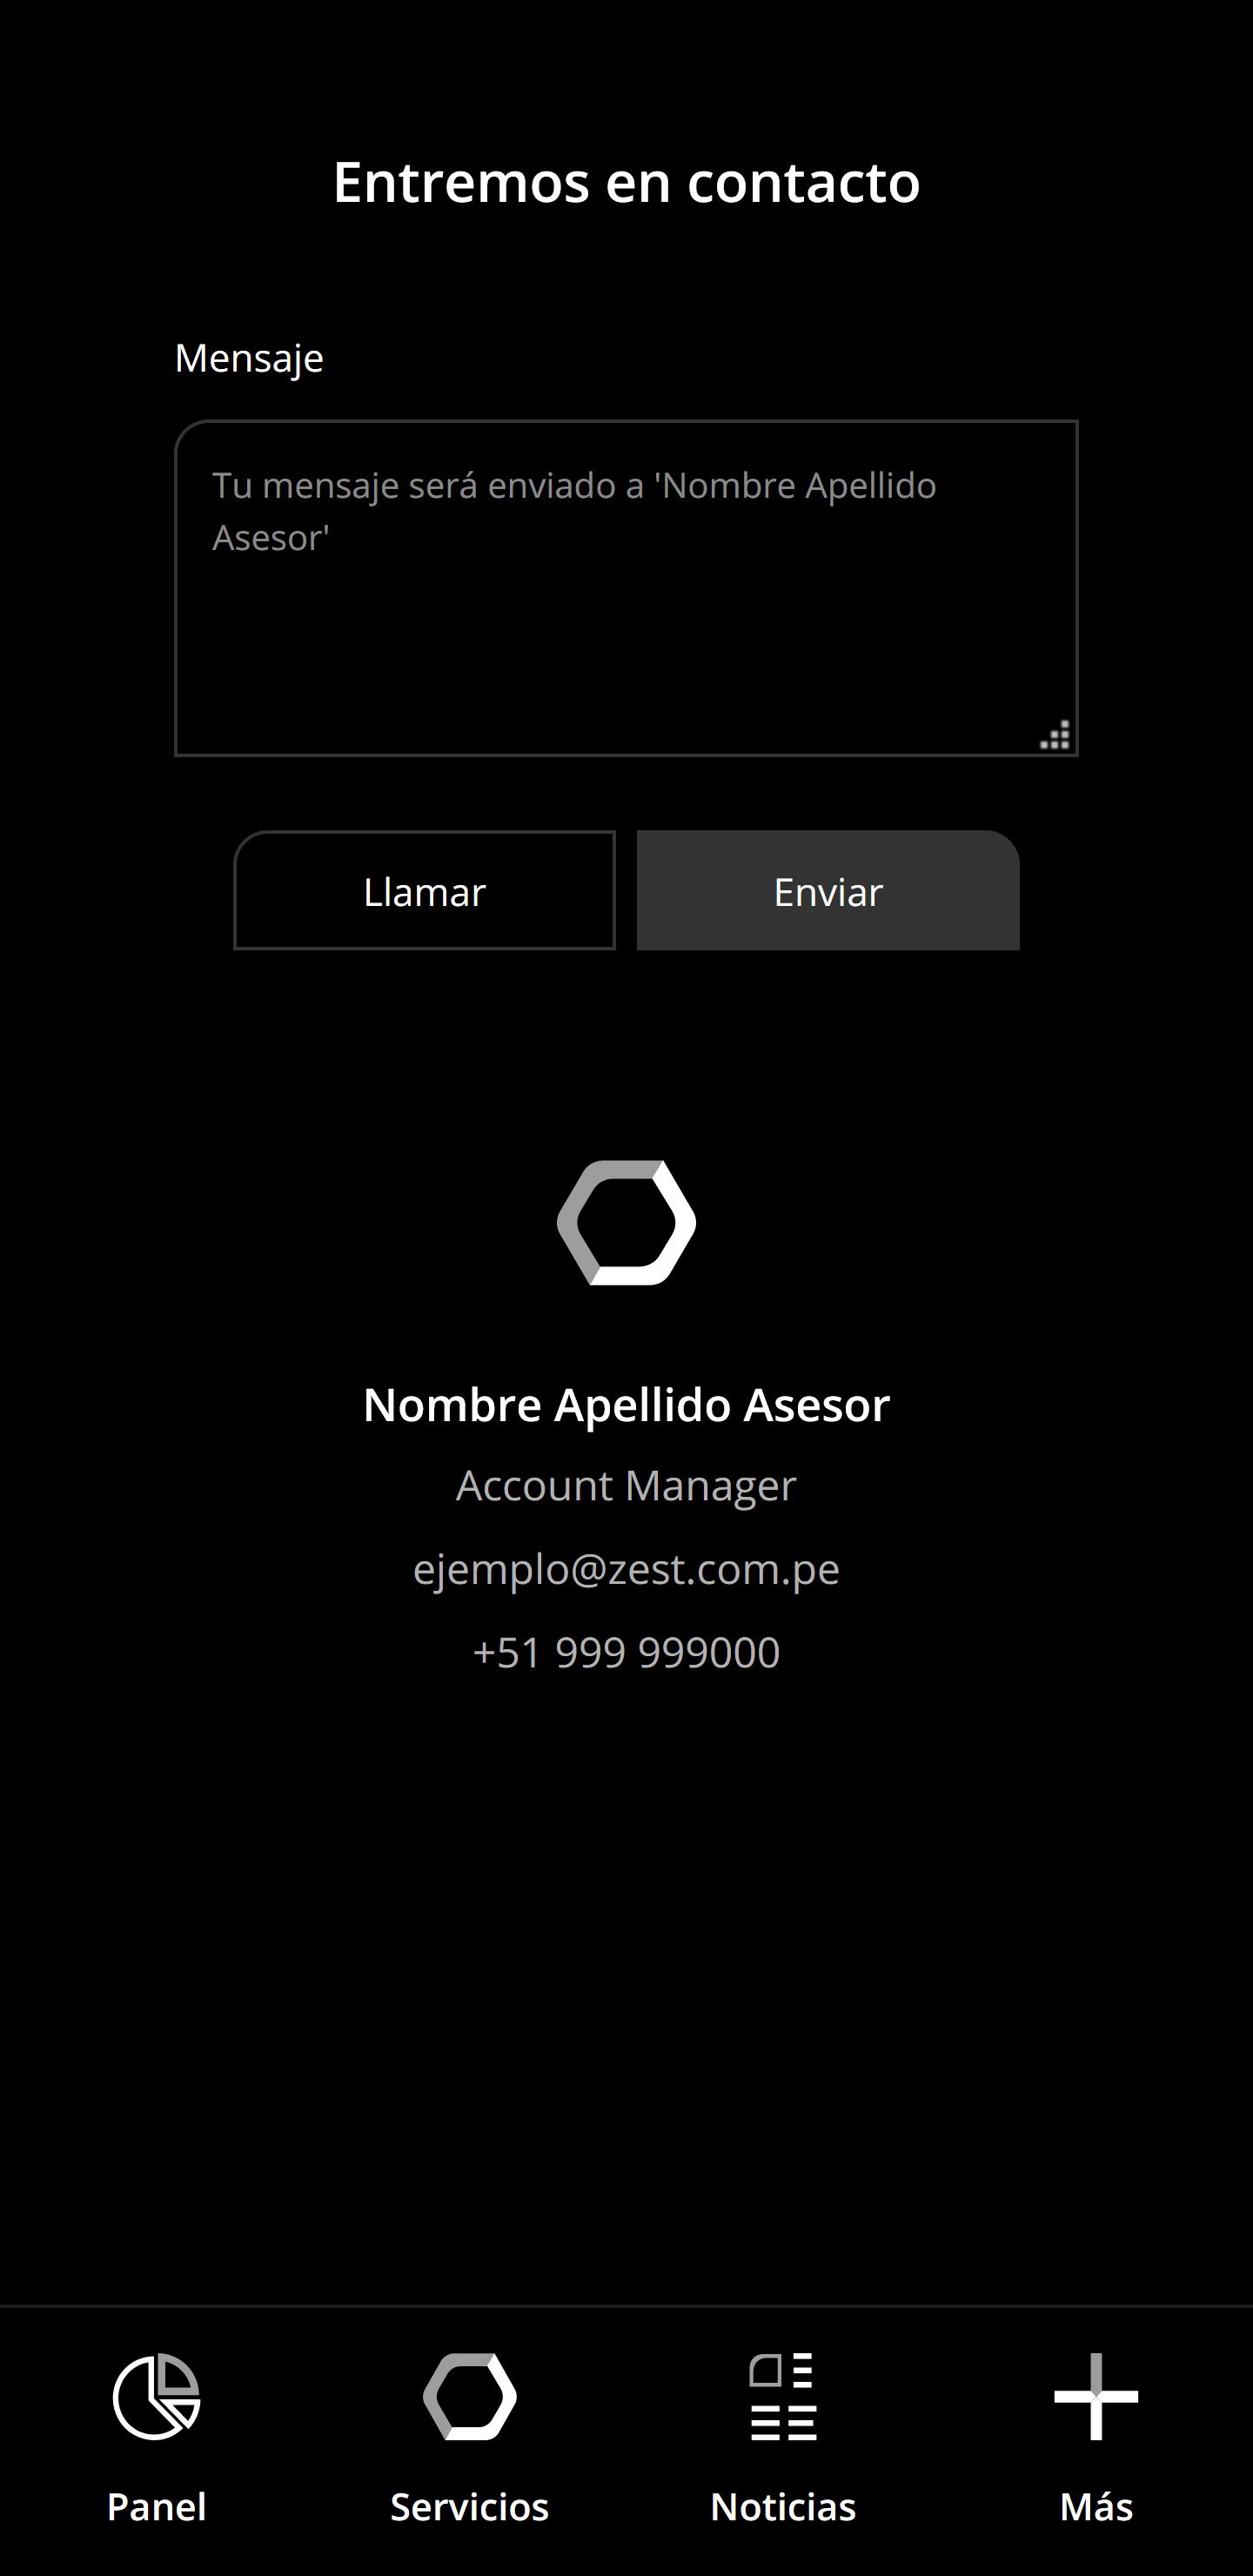 Entremos en contacto
Mensaje
Tu mensaje será enviado a 'Nombre Apellido
Asesor'
Llamar
Enviar
Nombre Apellido Asesor
Account Manager
ejemplo@zest.com.pe
+51 999 999000
Panel
Servicios
Noticias
Más